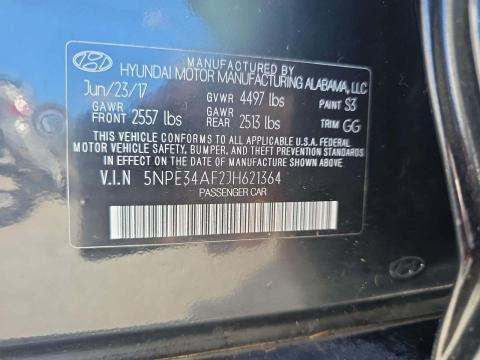 MANUFACTURED BY
HYUNDAI MOTOR MANUFACTURING ALABAMA, LLC
Jun/23/17 GVWR 4497 lbs PAINT S3
GAWR FRONT 2557 lbs GAWR REAR 2513 lbs TRIM GG
THIS VEHICLE CONFORMS TO ALL APPLICABLE U.S.A. FEDERAL
MOTOR VEHICLE SAFETY, BUMPER, AND THEFT PREVENTION STANDARDS
IN EFFECT ON THE DATE OF MANUFACTURE SHOWN ABOVE.
V.I.N 5NPE34AF2JH621364
PASSENGER CAR